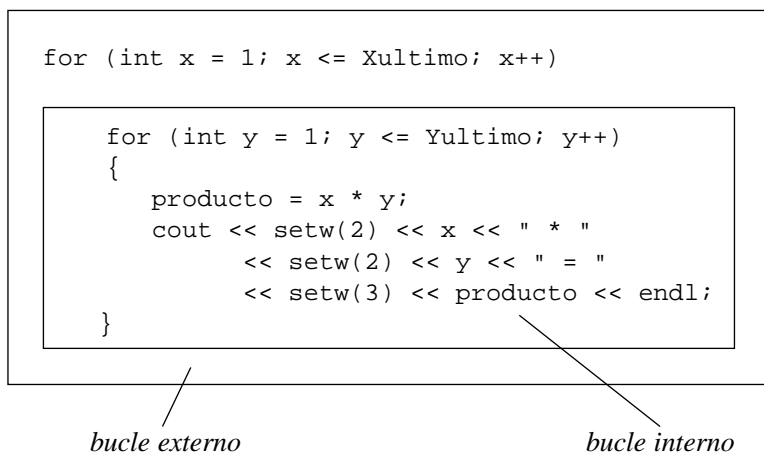 for (int x = 1; x <= Xultimo; x++)
for (int y = 1; y <= Yultimo; y++)
{
producto = x * y;
cout << setw(2) << x << " * "
<< setw(2) << y << " = "
<< setw(3) << producto << endl;
}
bucle externo
bucle interno